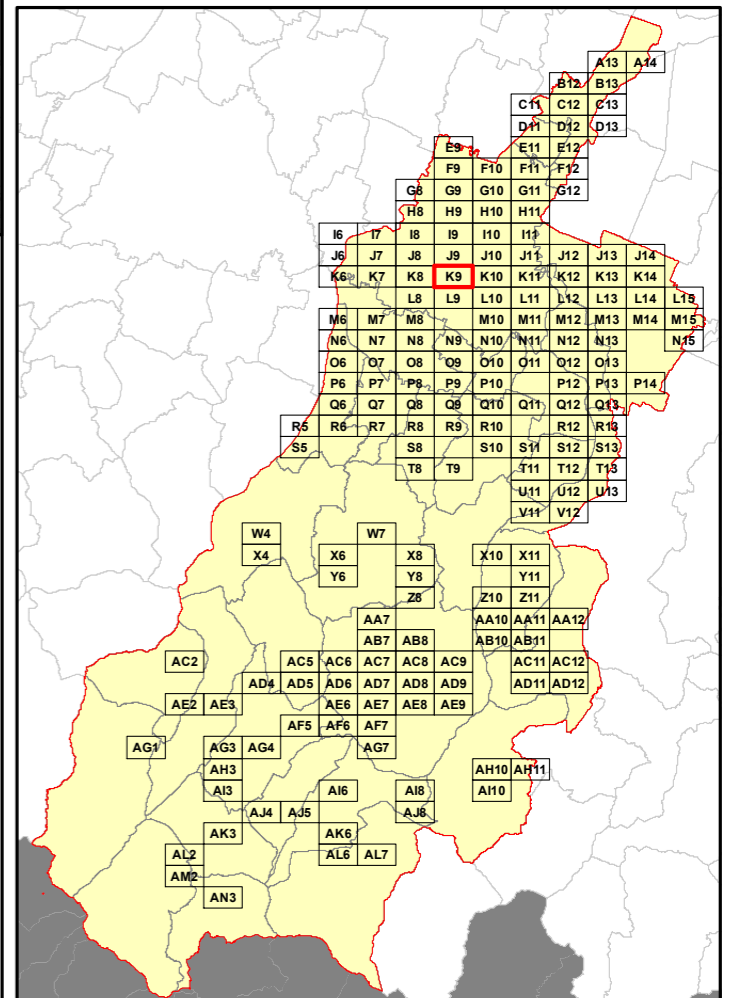 A13 A14
B12 B13
C11 C12 C13
D11 D12 D13
E9 E11 E12
F9 F10 F11 F12
G8 G9 G10 G11 G12
H8 H9 H10 H11
I6 I7 I8 I9 I10 I11
J6 J7 J8 J9 J10 J11 J12 J13 J14
K6 K7 K8 K9 K10 K11 K12 K13 K14
L8 L9 L10 L11 L12 L13 L14 L15
M6 M7 M8 M10 M11 M12 M13 M14 M15
N6 N7 N8 N9 N10 N11 N12 N13 N15
O6 O7 O8 O9 O10 O11 O12 O13
P6 P7 P8 P9 P10 P12 P13 P14
Q6 Q7 Q8 Q9 Q10 Q11 Q12 Q13
R5 R6 R7 R8 R9 R10 R12 R13
S5 S8 S10 S11 S12 S13
T8 T9 T11 T12 T13
U11 U12 U13
V11 V12
W4 W7
X4 X6 X8 X10 X11
Y6 Y8 Y11
Z8 Z10 Z11
AA7 AA10 AA11 AA12
AB7 AB8 AB10 AB11
AC2 AC5 AC6 AC7 AC8 AC9 AC11 AC12
AD4 AD5 AD6 AD7 AD8 AD9 AD11 AD12
AE2 AE3 AE6 AE7 AE8 AE9
AF5 AF6 AF7
AG1 AG3 AG4 AG7
AH3 AH10 AH11
AI3 AI6 AI8 AI10
AJ4 AJ5 AJ8
AK3 AK6
AL2 AL6 AL7
AM2
AN3